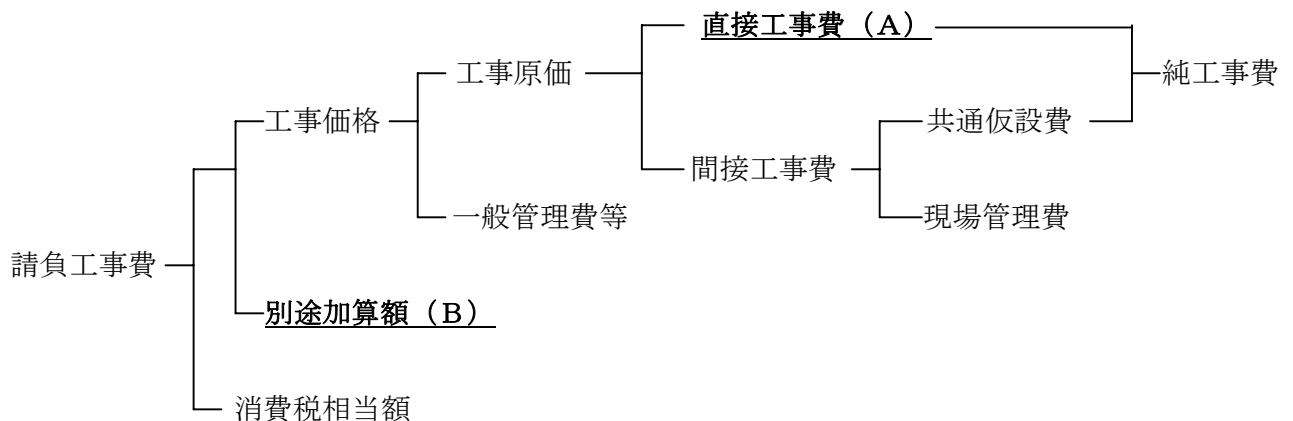 直接工事費（A）
工事原価
純工事費
工事価格
共通仮設費
間接工事費
一般管理費等
現場管理費
請負工事費
別途加算額（B）
消費税相当額